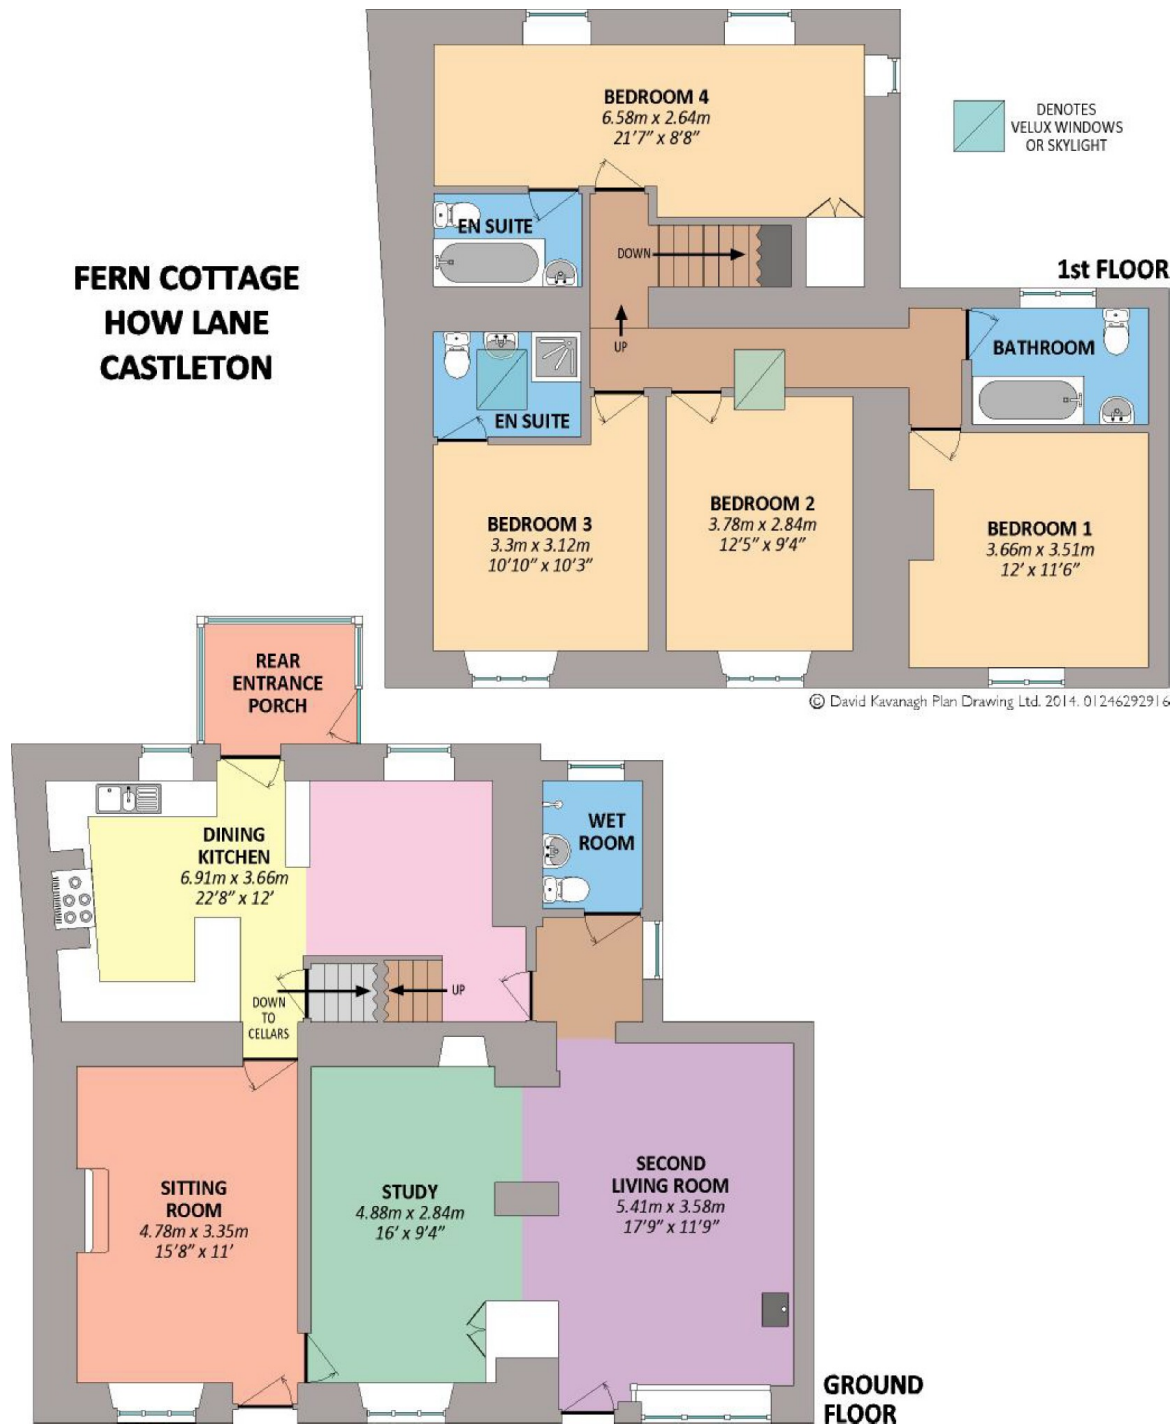 BEDROOM 4
6.58m x 2.64m
21'7" x 8'8"
DENOTES
VELUX WINDOWS
OR SKYLIGHT
EN SUITE
DOWN
FERN COTTAGE
HOW LANE
CASTLETON
1st FLOOR
UP
BATHROOM
EN SUITE
BEDROOM 3
3.3m x 3.12m
10'10" x 10'3"
BEDROOM 2
3.78m x 2.84m
12'5" x 9'4"
BEDROOM 1
3.66m x 3.51m
12' x 11'6"
© David Kavanagh Plan Drawing Ltd. 2014. 01246292916
REAR
ENTRANCE
PORCH
DINING
KITCHEN
6.91m x 3.66m
22'8" x 12'
WET
ROOM
DOWN
TO
CELLARS
UP
SITTING
ROOM
4.78m x 3.35m
15'8" x 11'
STUDY
4.88m x 2.84m
16' x 9'4"
SECOND
LIVING ROOM
5.41m x 3.58m
17'9" x 11'9"
GROUND
FLOOR